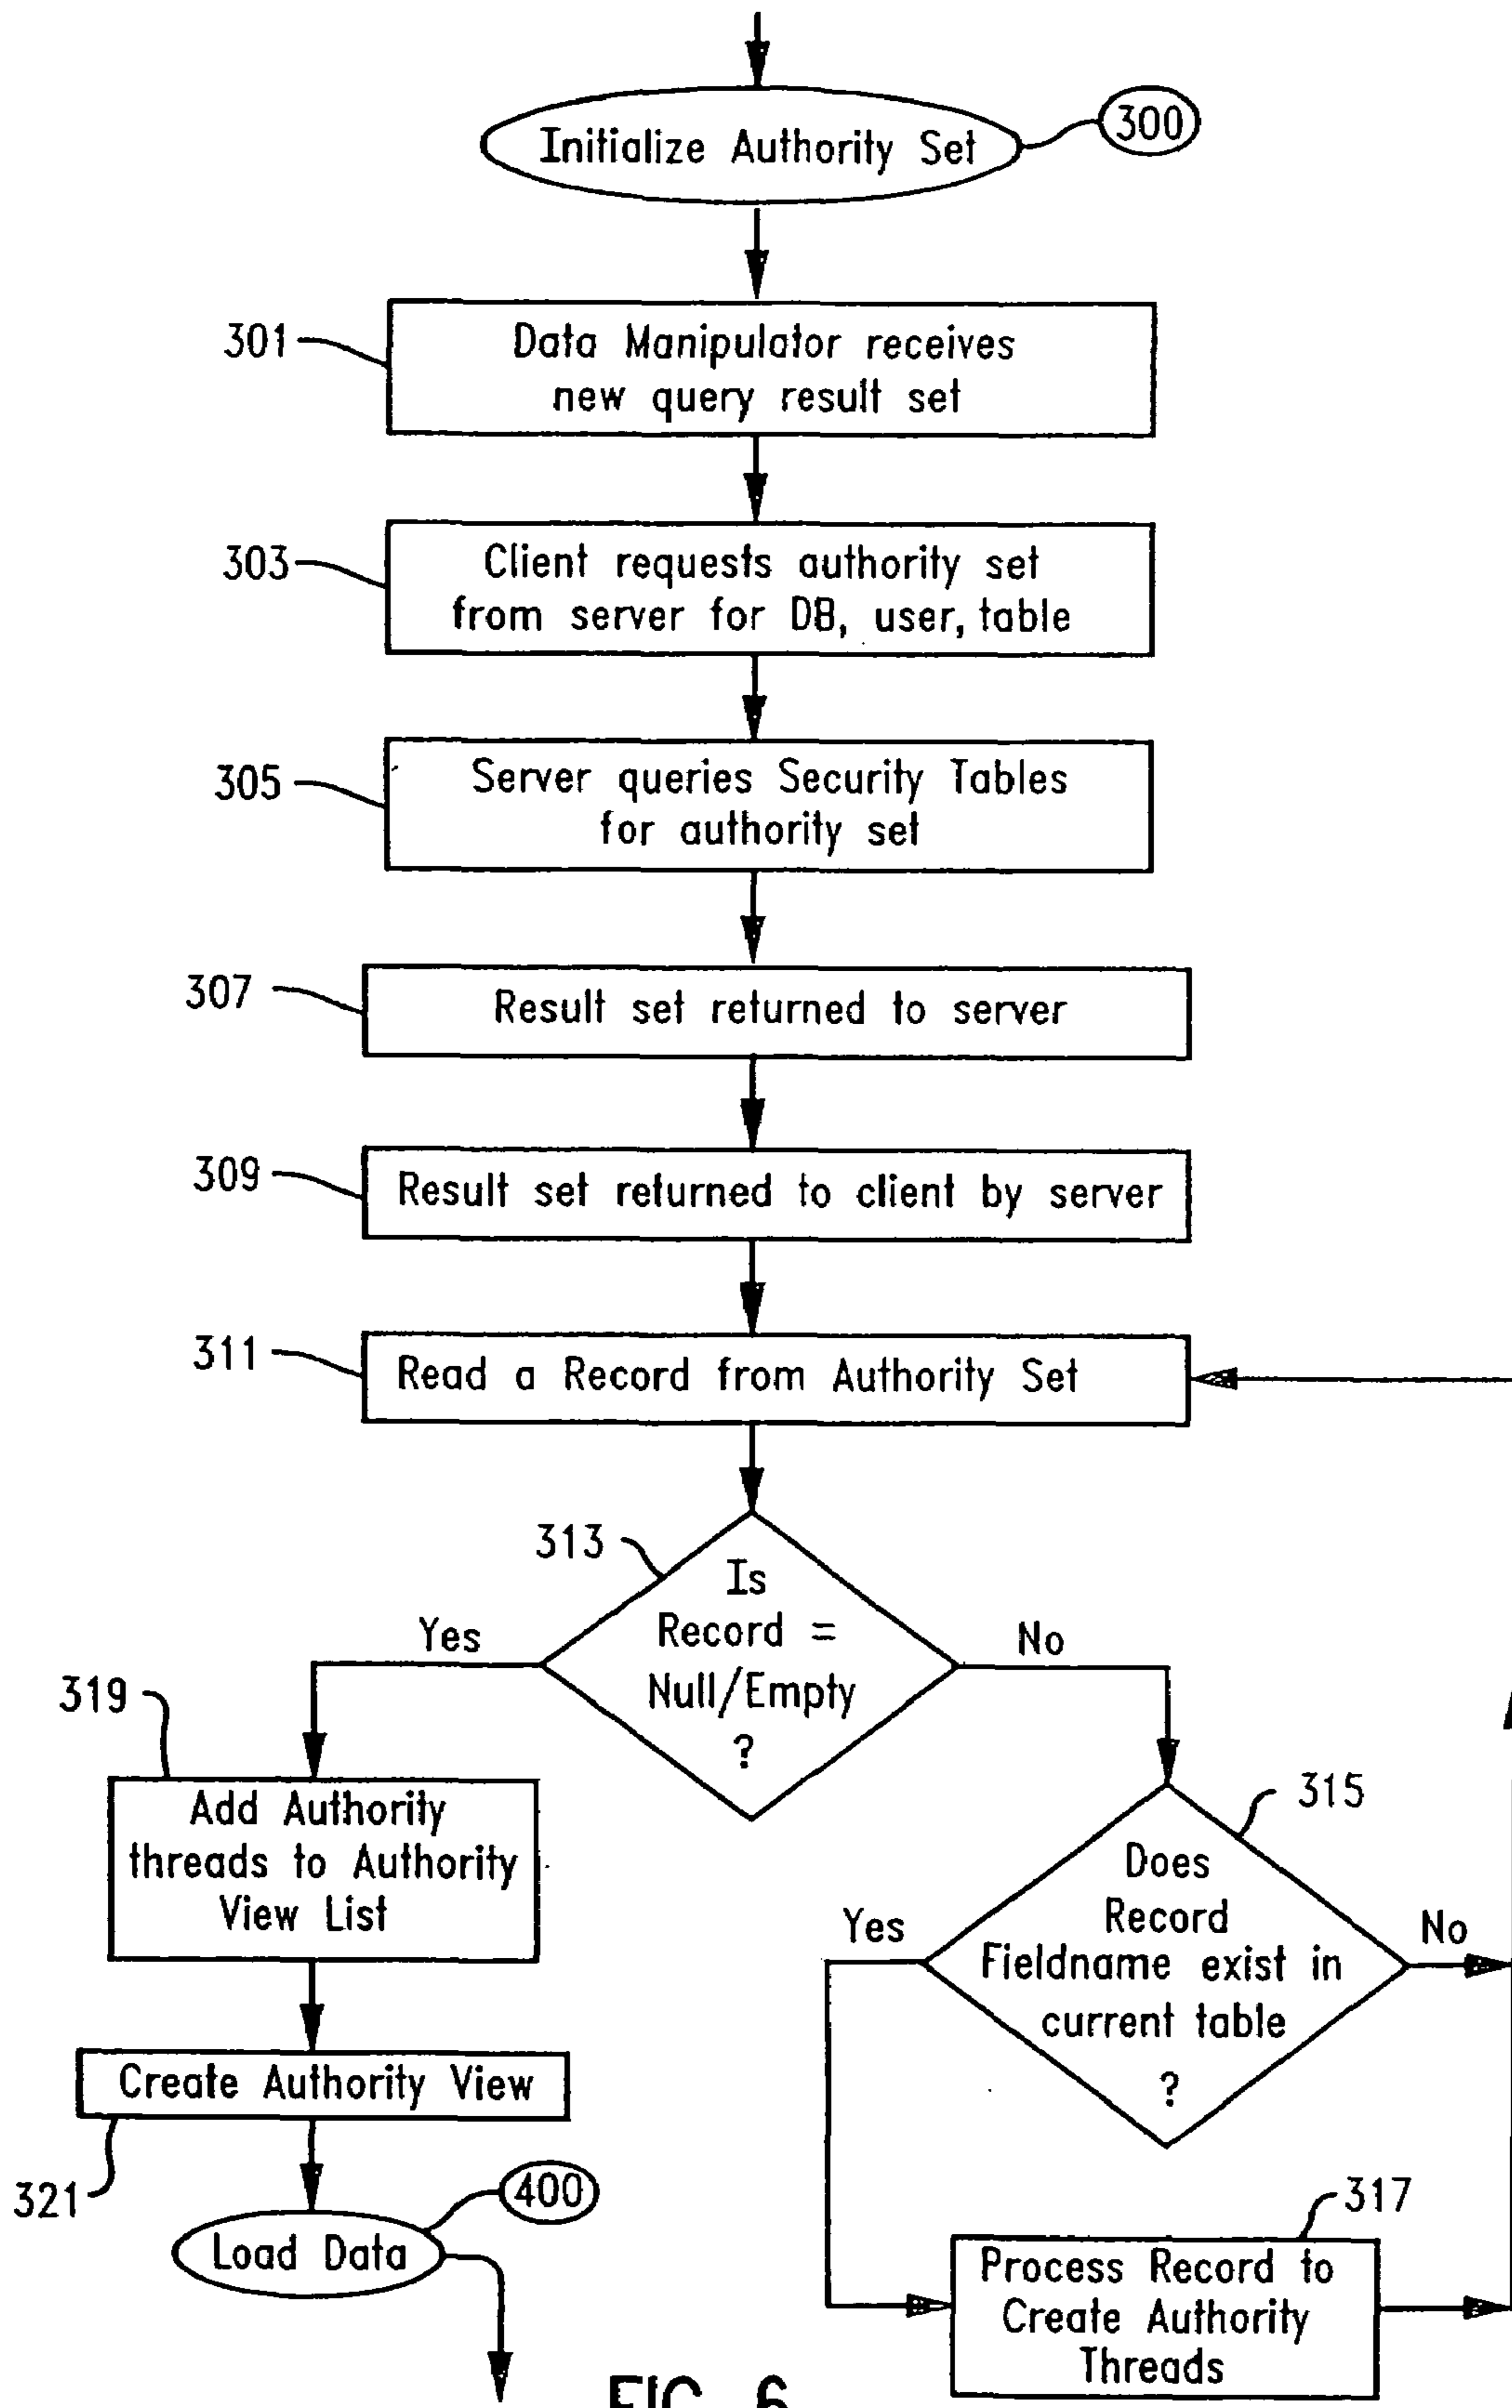 Initialize Authority Set
300
301
Data Manipulator receives
new query result set
303
Client requests authority set
from server for DB, user, table
305
Server queries Security Tables
for authority set
307
Result set returned to server
309
Result set returned to client by server
311
Read a Record from Authority Set
313
Is
Record =
Null/Empty
?
Yes
No
319
Add Authority
threads to Authority
View List
315
Does
Record
Fieldname exist in
current table
?
Yes
No
Create Authority View
321
400
Load Data
317
Process Record to
Create Authority
Threads
FIG. 6